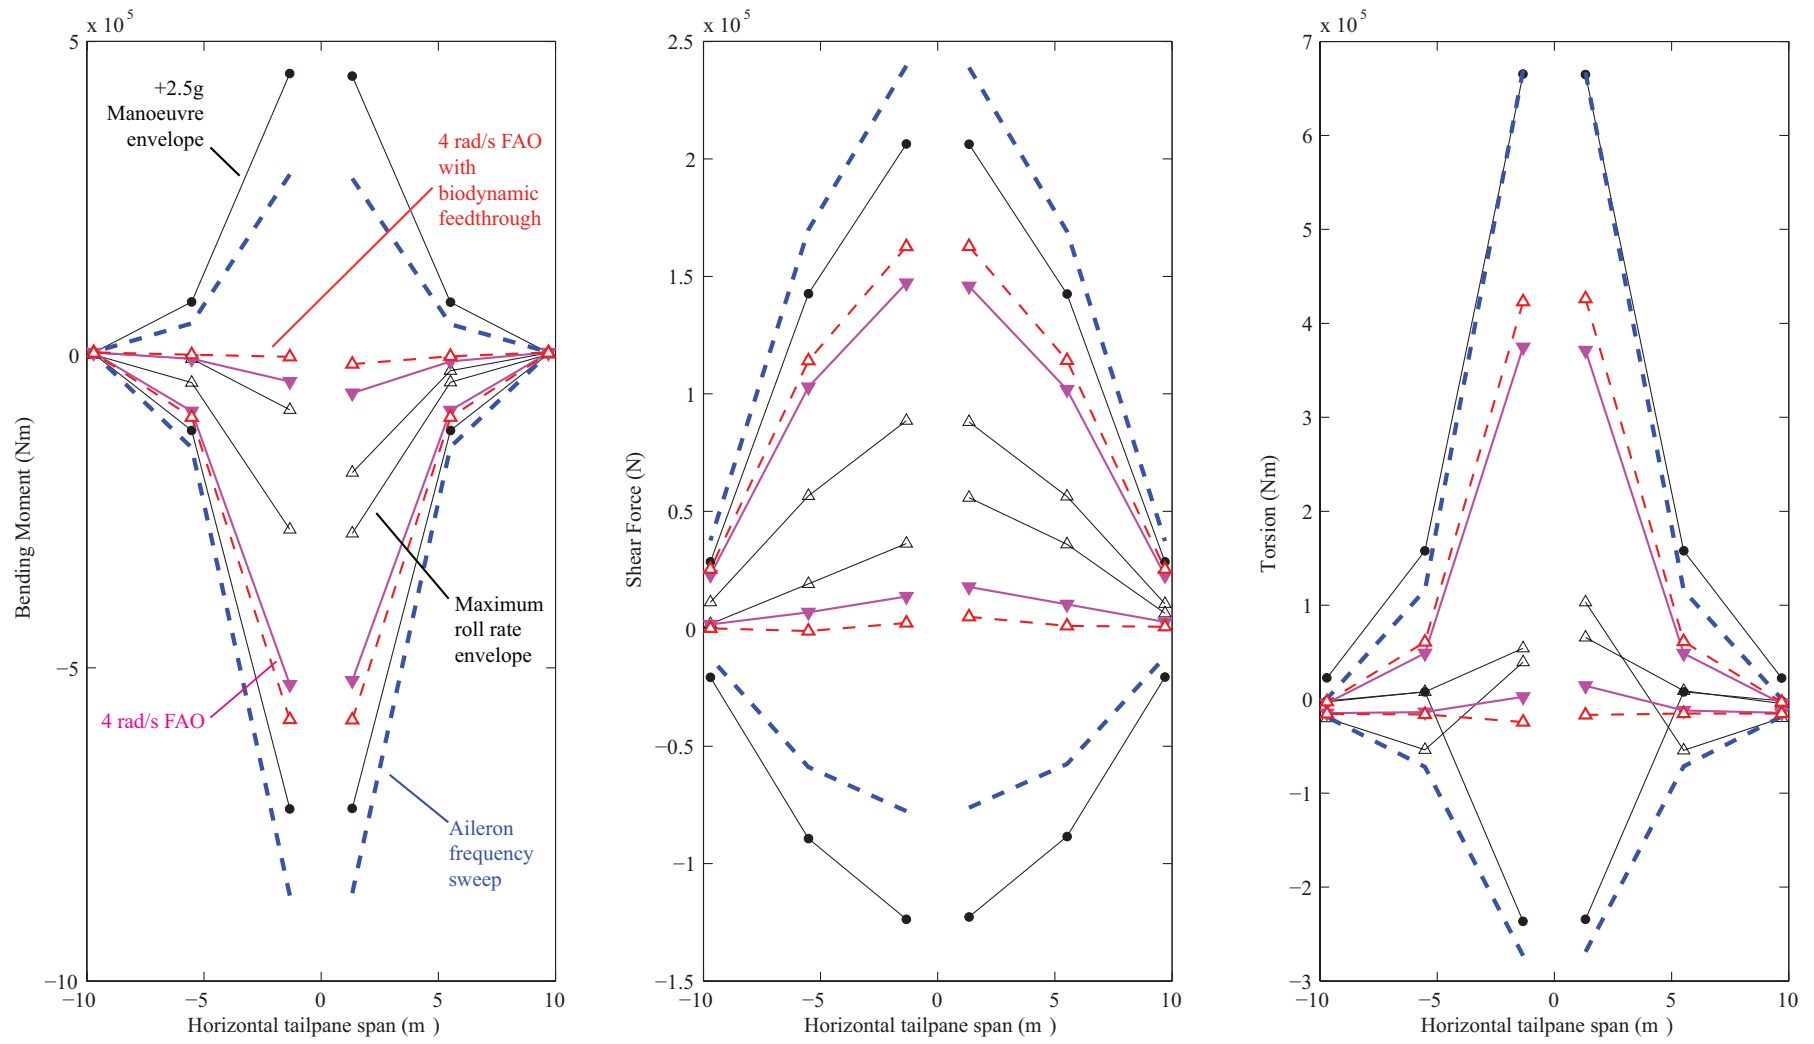 x 10 5
5
0
−5
−10
−10
−5
0
5
10
Bending Moment (Nm)
Horizontal tailpane span (m )
+2.5g
Manoeuvre
envelope
4 rad/s FAO
with
biodynamic
feedthrough
Maximum
roll rate
envelope
4 rad/s FAO
Aileron
frequency
sweep
x 10 5
2.5
2
1.5
1
0.5
0
−0.5
−1
−1.5
−10
−5
0
5
10
Shear Force (N)
Horizontal tailpane span (m )
x 10 5
7
6
5
4
3
2
1
0
−1
−2
−3
−10
−5
0
5
10
Torsion (Nm)
Horizontal tailpane span (m )